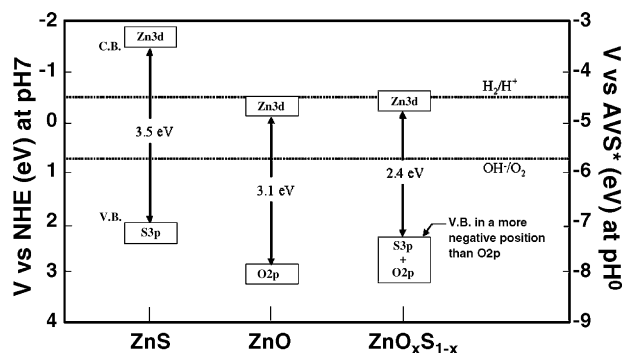 -2
-1
0
1
2
3
4
V vs NHE (eV) at pH7
C.B.
Zn3d
3.5 eV
V.B.
S3p
Zn3d
3.1 eV
O2p
Zn3d
2.4 eV
S3p
+
O2p
H₂/H⁺
OH⁻/O₂
V.B. in a more
negative position
than O2p
-3
-4
-5
-6
-7
-8
-9
V vs AVS* (eV) at pH⁰
ZnS
ZnO
ZnOₓS₁₋ₓ